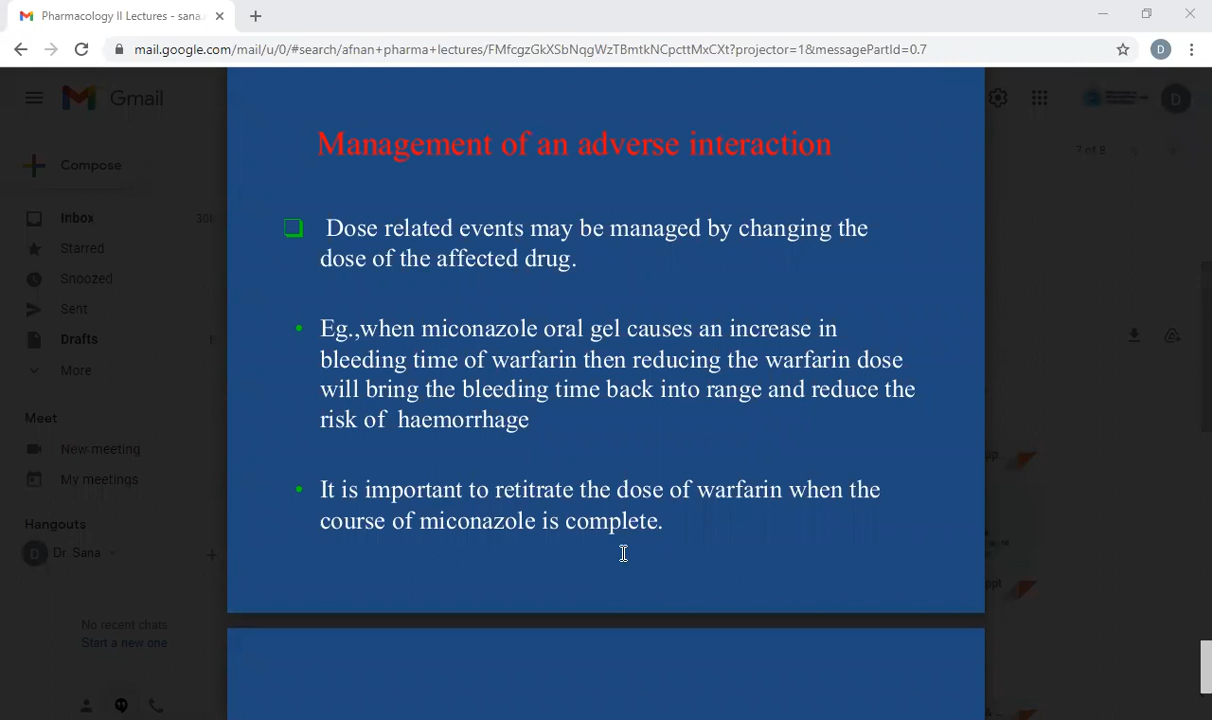 Pharmacology II Lectures - sana
mail.google.com/mail/u/0/#search/afnan+pharma+lectures/FMfcgzGkXSbNqgWzTBmtkNCpcttMxCXt?projector=1&messagePartId=0.7
D
Gmail
D
7 of 8
Compose
Inbox
Starred
Snoozed
Sent
Drafts
More
Meet
New meeting
My meetings
Hangouts
D Dr. Sana
No recent chats
Start a new one
Management of an adverse interaction
Dose related events may be managed by changing the
dose of the affected drug.
Eg.,when miconazole oral gel causes an increase in
bleeding time of warfarin then reducing the warfarin dose
will bring the bleeding time back into range and reduce the
risk of haemorrhage
It is important to retitrate the dose of warfarin when the
course of miconazole is complete.